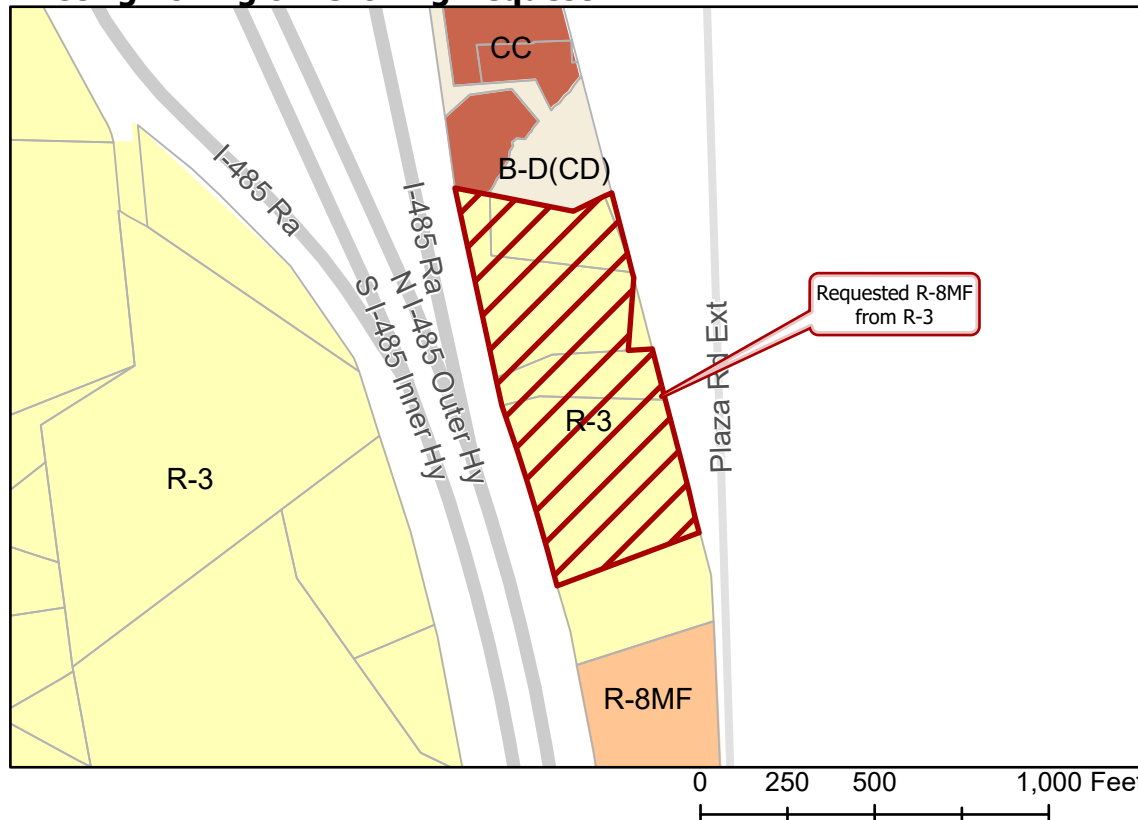 CC
B-D(CD)
I-485 Ra
I-485 Ra
N I-485 Outer Hy
S I-485 Inner Hy
Requested R-8MF
from R-3
Plaza Rd Ext
R-3
R-3
R-8MF
0 250 500 1,000 Feet